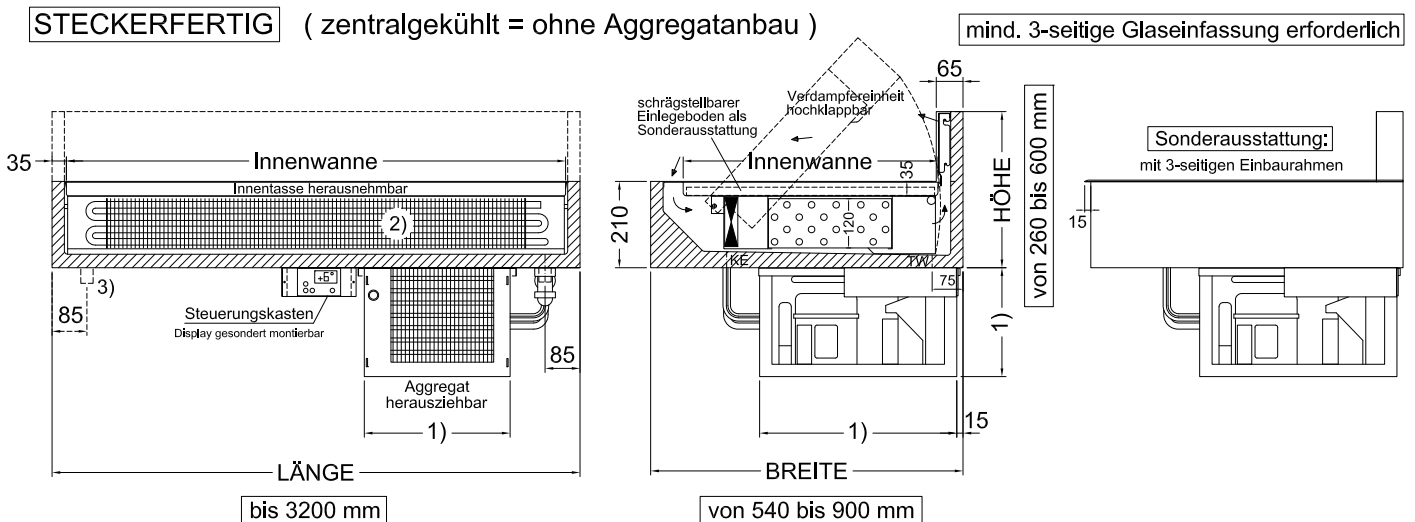 STECKERFERTIG ( zentralgekühlt = ohne Aggregatanbau )
mind. 3-seitige Glaseinfassung erforderlich
35
Innenwanne
Innentasse herausnehmbar
2)
3)
85
+6°
Steuerungskasten
Display gesondert montierbar
85
Aggregat
herausziehbar
1)
LÄNGE
bis 3200 mm
65
schrägstellbarer
Einlegeboden als
Sonderausstattung
Verdampfereinheit
hochklappbar
Innenwanne
35
210
120
KE
TW
75
HÖHE
von 260 bis 600 mm
1)
1)
15
BREITE
von 540 bis 900 mm
Sonderausstattung:
mit 3-seitigen Einbaurahmen
15